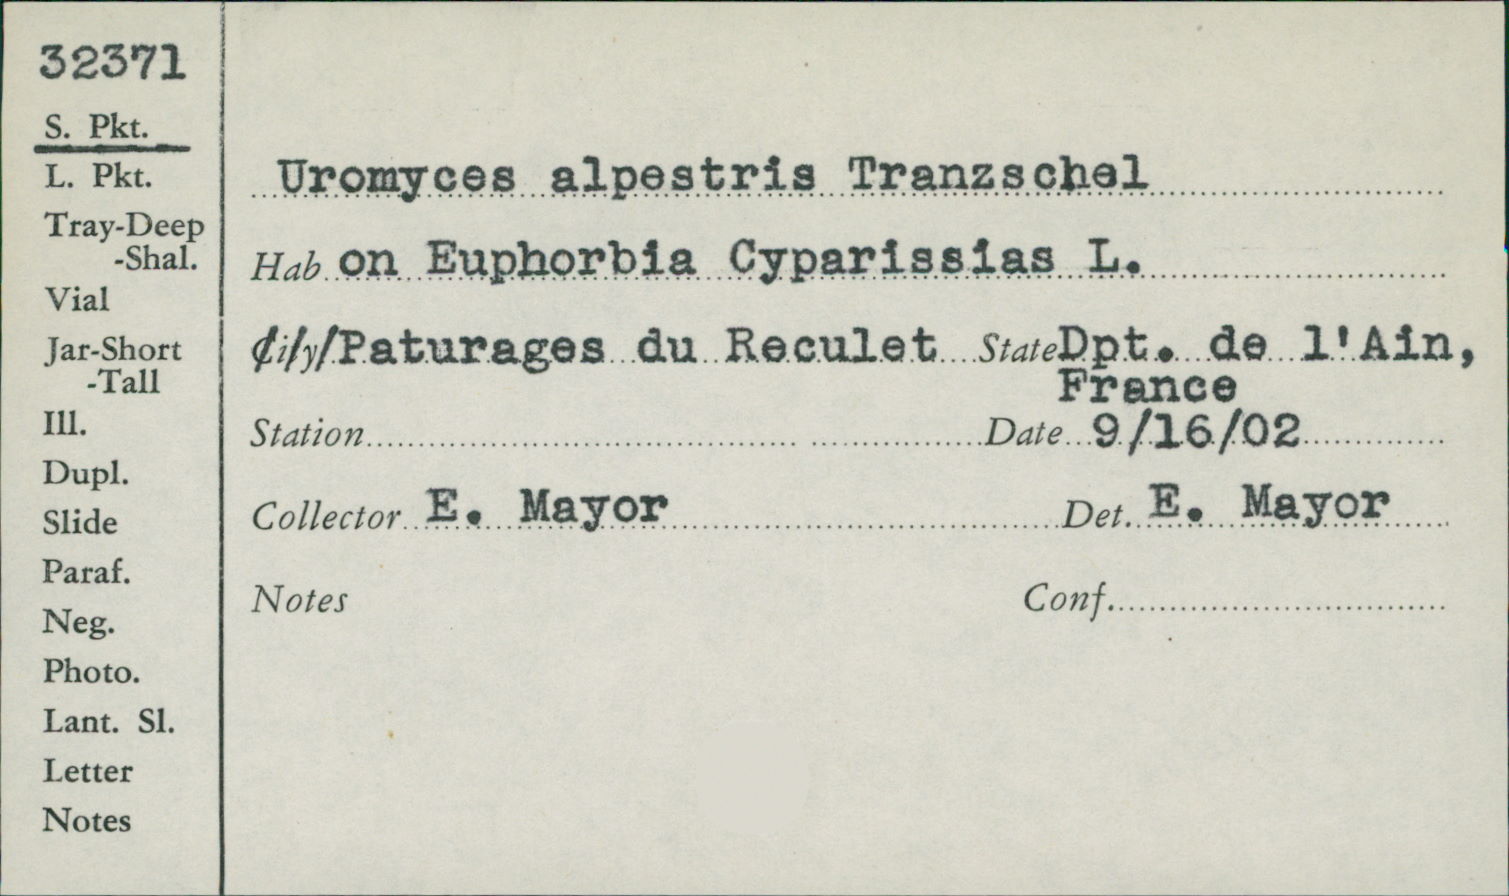 32371
S. Pkt.
L. Pkt.
Tray-Deep
-Shal.
Vial
Jar-Short
-Tall
Ill.
Dupl.
Slide
Paraf.
Neg.
Photo.
Lant. Sl.
Letter
Notes
Uromyces alpestris Tranzschel
Hab on Euphorbia Cyparissias L.
City Paturages du Reculet State Dpt. de l'Ain,
France
Station Date 9/16/02
Collector E. Mayor Det. E. Mayor
Notes Conf.